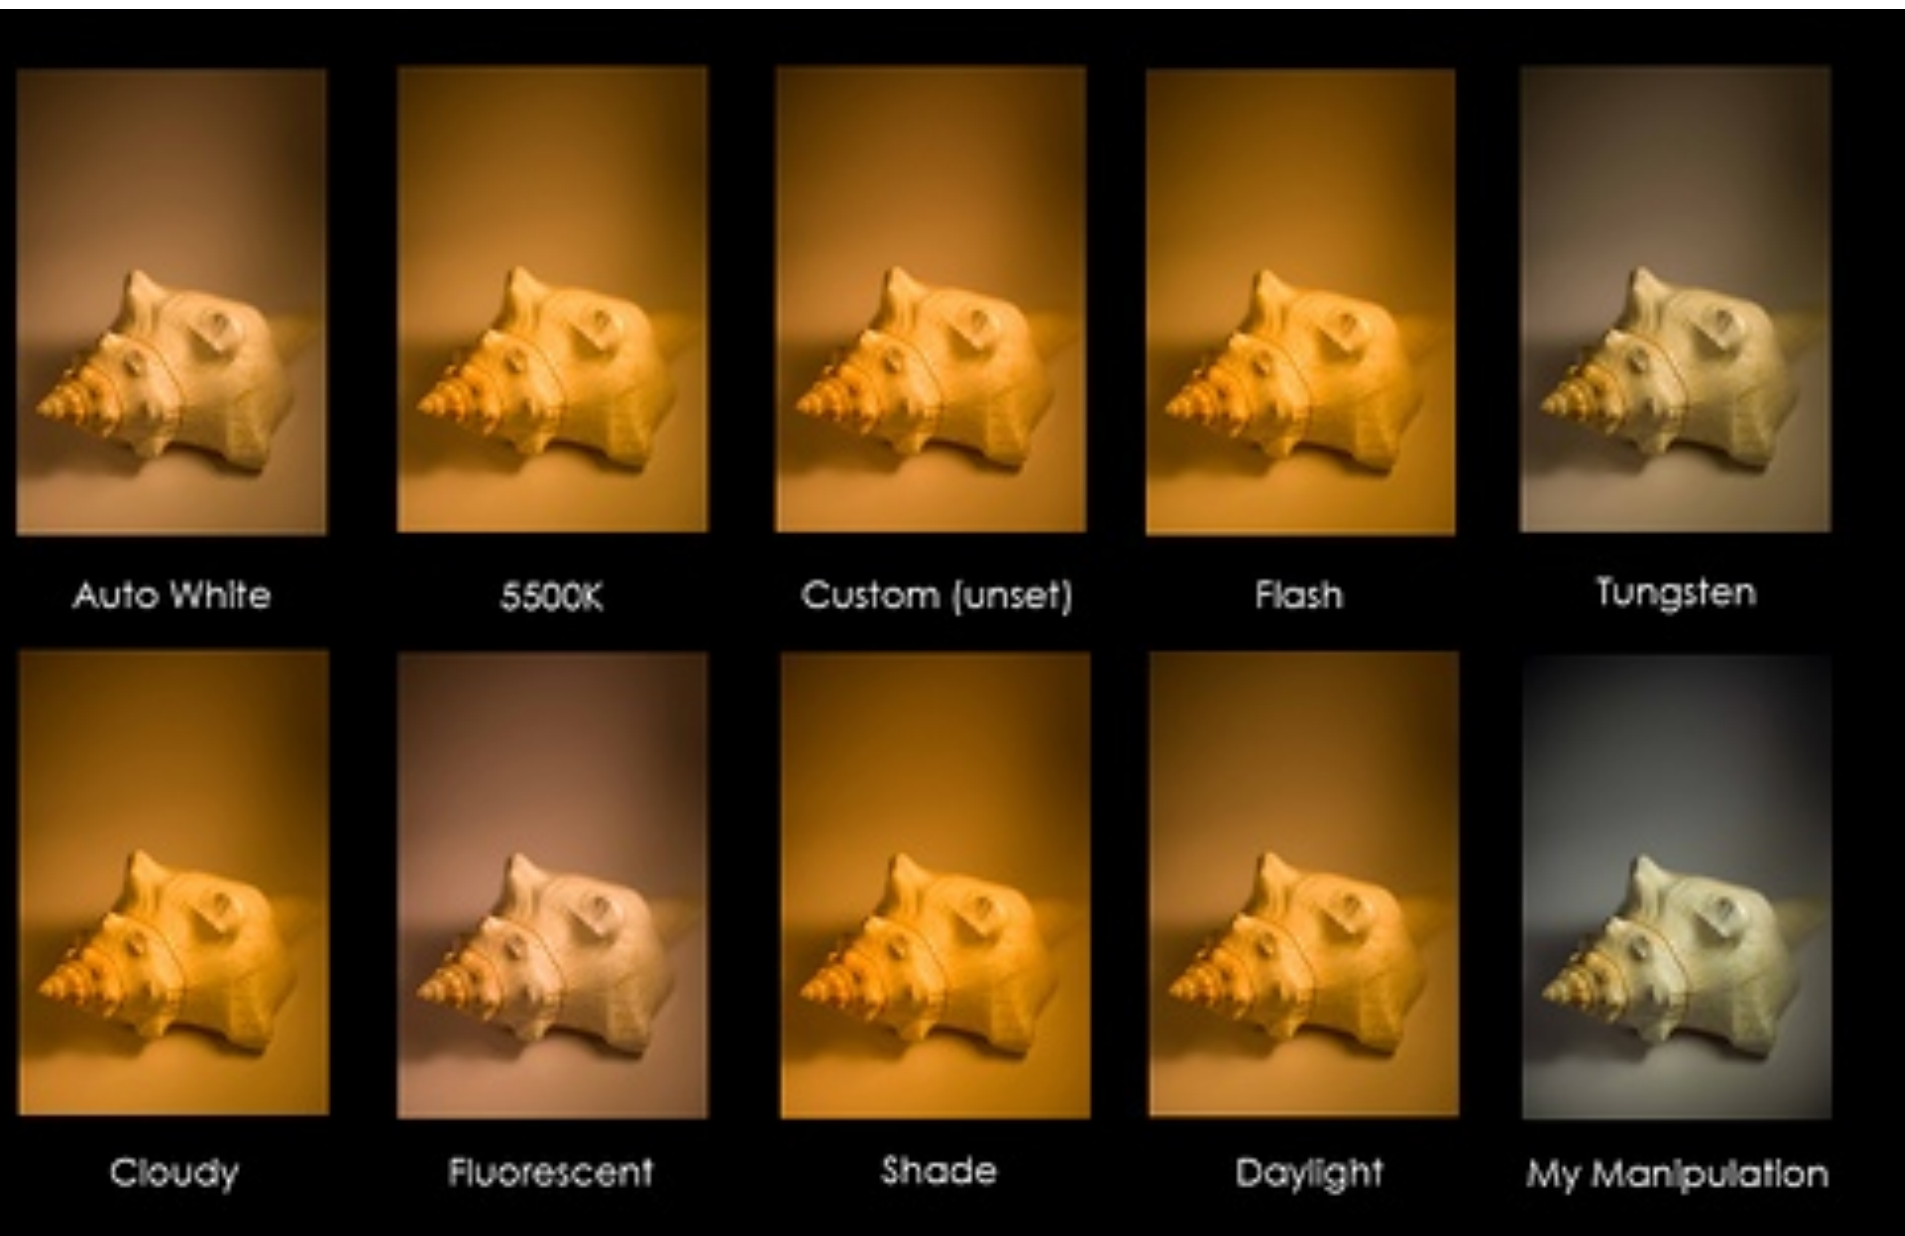 Auto White
5500K
Custom (unset)
Flash
Tungsten
Cloudy
Fluorescent
Shade
Daylight
My Manipulation